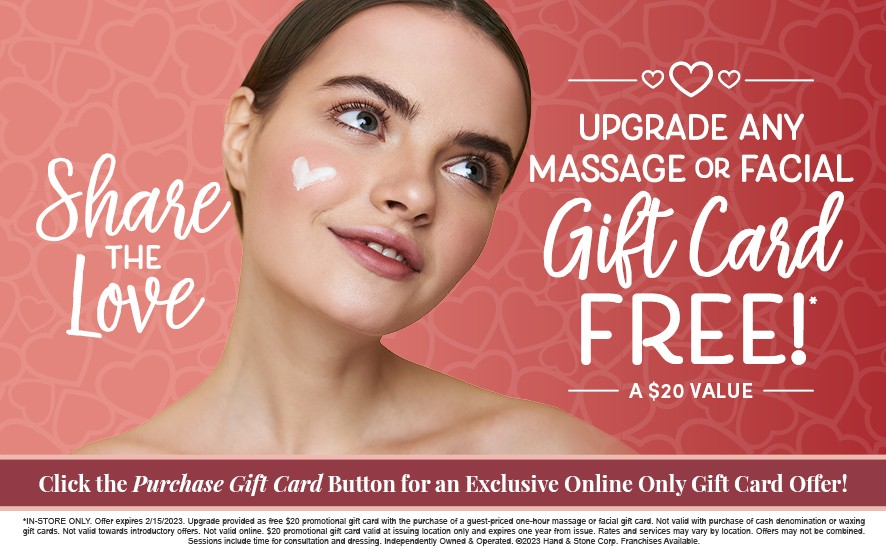 Share
THE
Love
UPGRADE ANY
MASSAGE OR FACIAL
Gift Card
FREE!*
A $20 VALUE
Click the Purchase Gift Card Button for an Exclusive Online Only Gift Card Offer!
*IN-STORE ONLY. Offer expires 2/15/2023. Upgrade provided as free $20 promotional gift card with the purchase of a guest-priced one-hour massage or facial gift card. Not valid with purchase of cash denomination or waxing
gift cards. Not valid towards introductory offers. Not valid online. $20 promotional gift card valid at issuing location only and expires one year from issue. Rates and services may vary by location. Offers may not be combined.
Sessions include time for consultation and dressing. Independently Owned & Operated. ©2023 Hand & Stone Corp. Franchises Available.